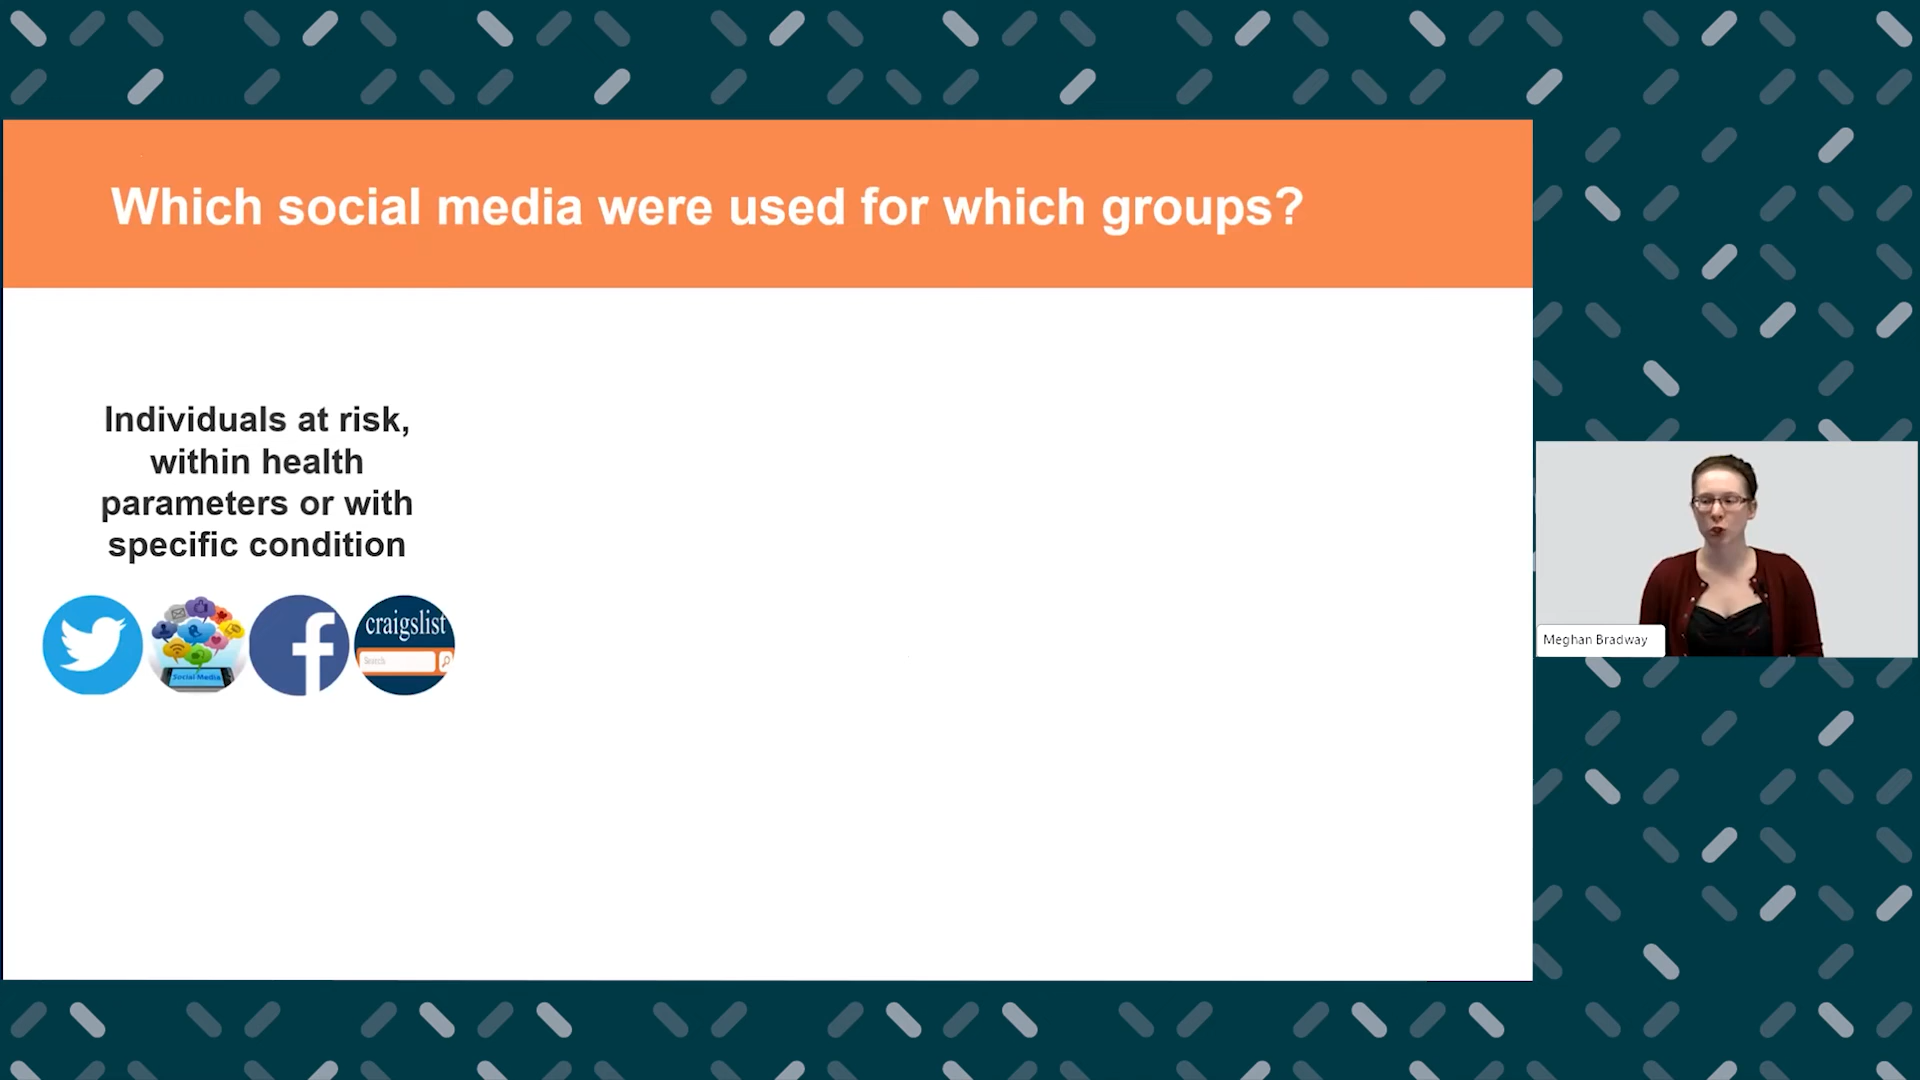 Which social media were used for which groups?
Individuals at risk,
within health
parameters or with
specific condition
Social Media
craigslist
Search
Meghan Bradway